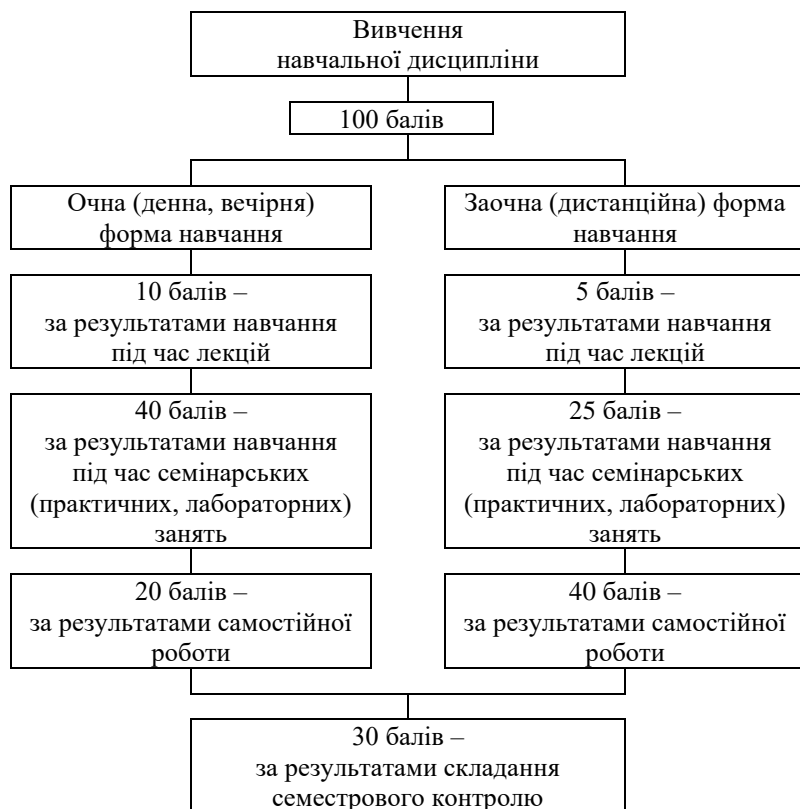 Вивчення
навчальної дисципліни
100 балів
Очна (денна, вечірня)
форма навчання
Заочна (дистанційна) форма
навчання
10 балів –
за результатами навчання
під час лекцій
5 балів –
за результатами навчання
під час лекцій
40 балів –
за результатами навчання
під час семінарських
(практичних, лабораторних)
занять
25 балів –
за результатами навчання
під час семінарських
(практичних, лабораторних)
занять
20 балів –
за результатами самостійної
роботи
40 балів –
за результатами самостійної
роботи
30 балів –
за результатами складання
семестрового контролю